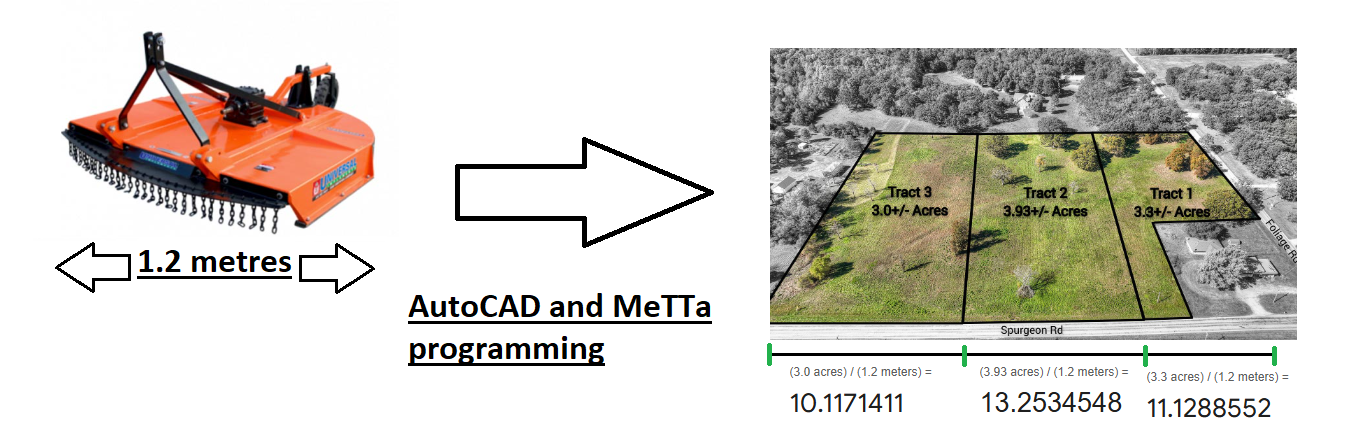 UNIVERSAL
1.2 metres
AutoCAD and MeTTa
programming
Tract 3
3.0+/- Acres
Tract 2
3.93+/- Acres
Tract 1
3.3+/- Acres
Foliage Rd
Spurgeon Rd
(3.0 acres) / (1.2 meters) =
10.1171411
(3.93 acres) / (1.2 meters) =
13.2534548
(3.3 acres) / (1.2 meters) =
11.1288552